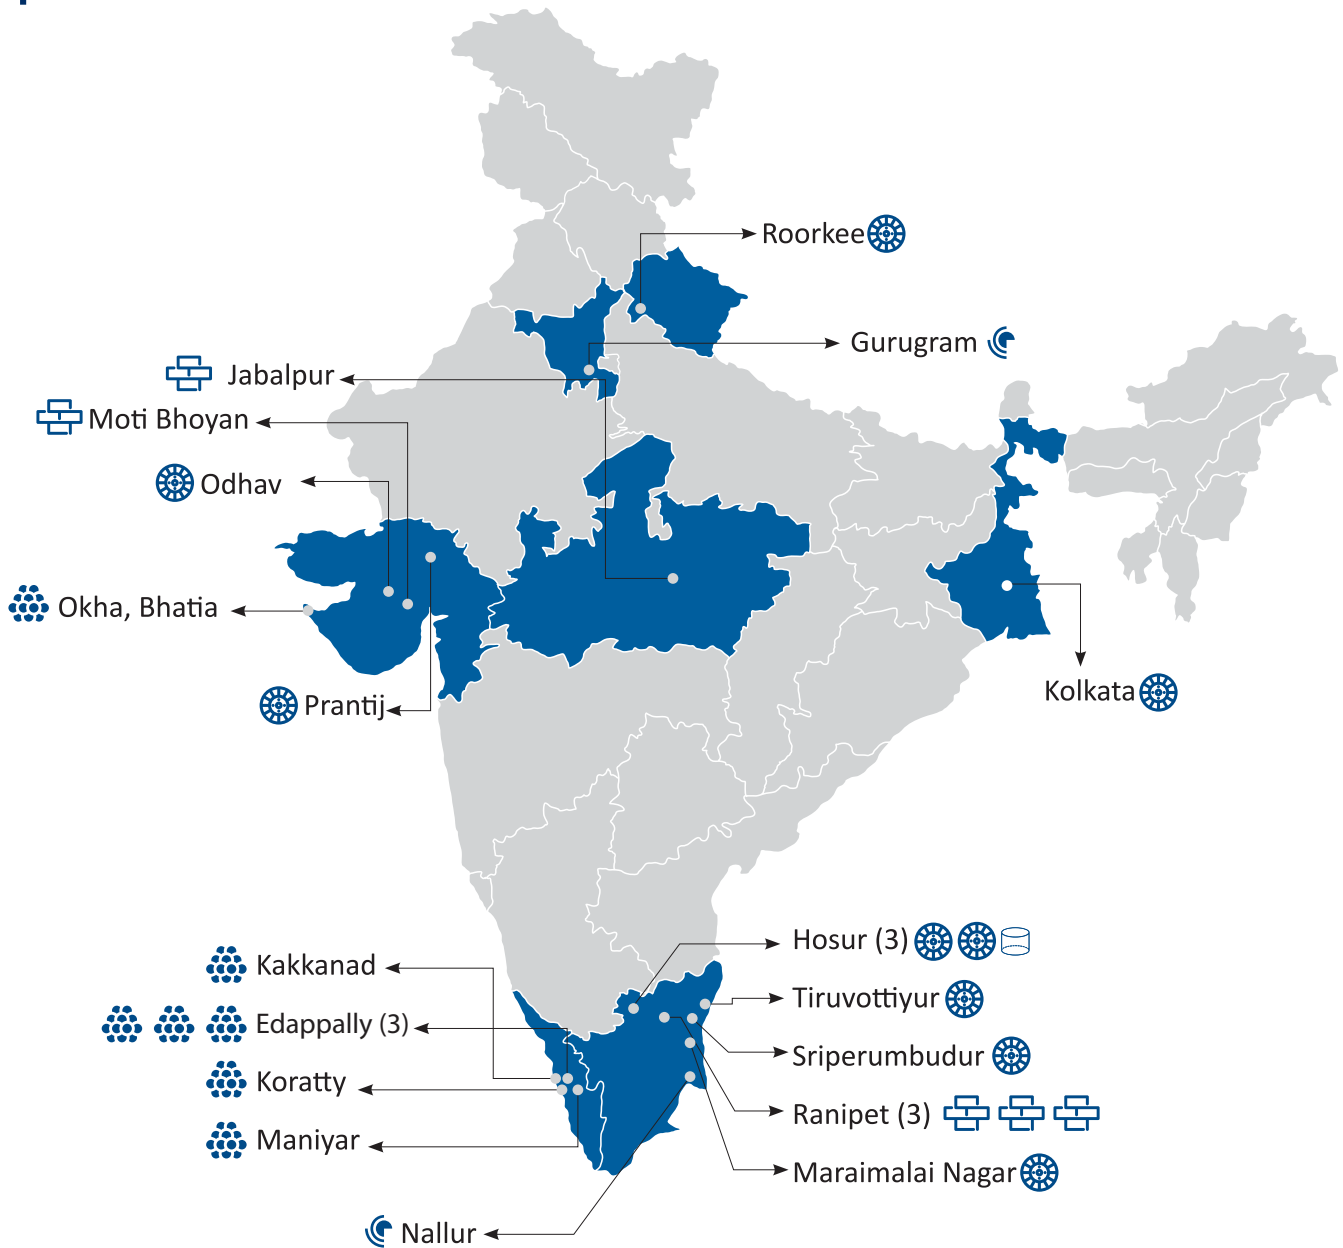 Roorkee
Gurugram
Jabalpur
Moti Bhoyan
Odhav
Okha, Bhatia
Prantij
Kolkata
Hosur (3)
Kakkanad
Tiruvottiyur
Edappally (3)
Sriperumbudur
Koratty
Ranipet (3)
Maniyar
Maraimalai Nagar
Nallur